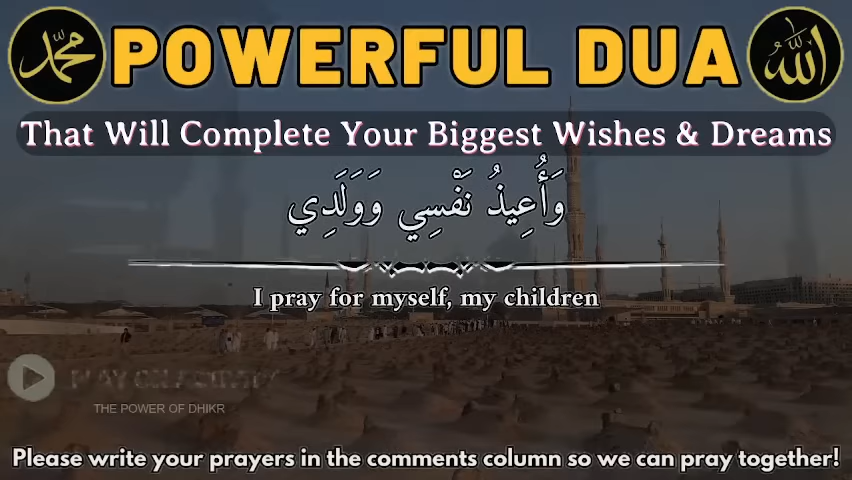 محمد
POWERFUL DUA
الله
That Will Complete Your Biggest Wishes & Dreams
وَأُعِيذُ نَفْسِي وَوَلَدِي
I pray for myself, my children
THE POWER OF DHIKR
Please write your prayers in the comments column so we can pray together!